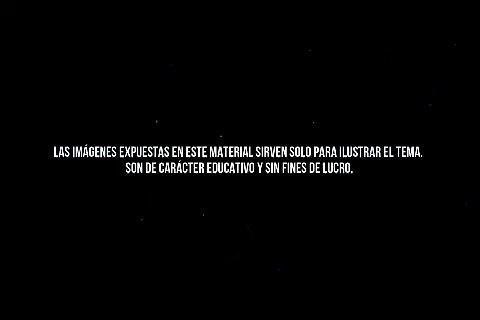 LAS IMÁGENES EXPUESTAS EN ESTE MATERIAL SIRVEN SOLO PARA ILUSTRAR EL TEMA.
SON DE CARÁCTER EDUCATIVO Y SIN FINES DE LUCRO.